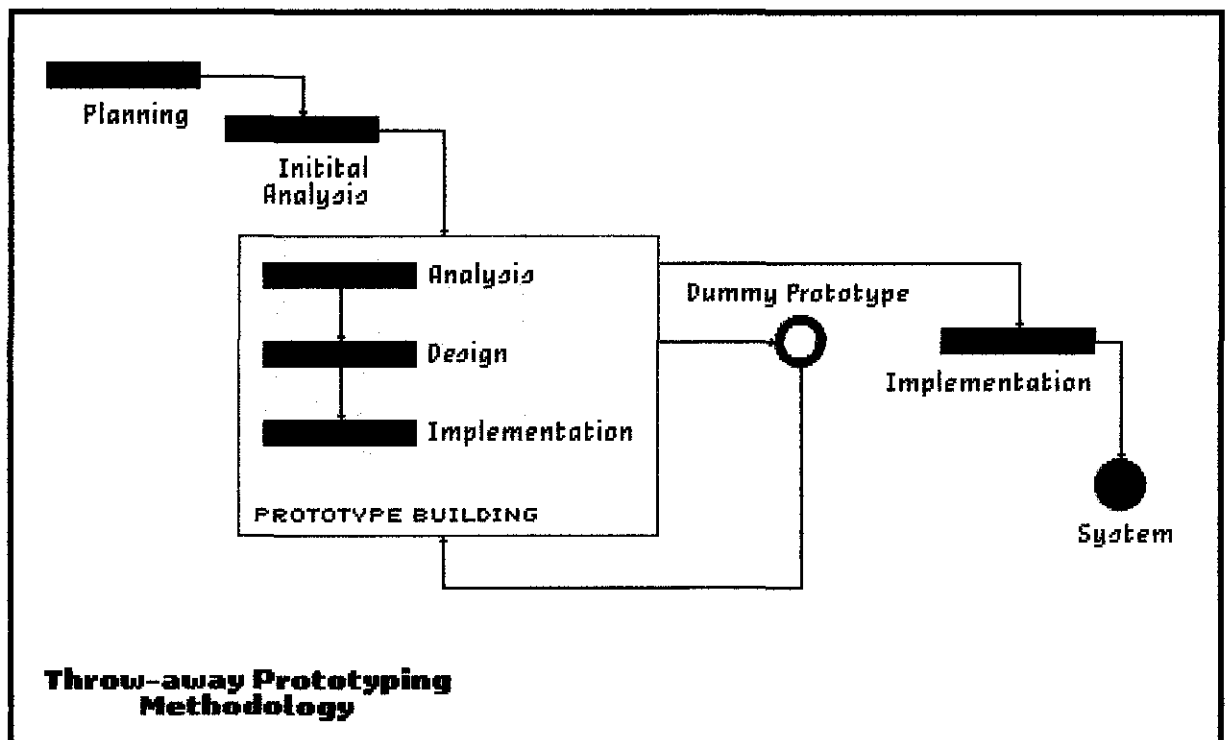 Planning
Initital
Analysis
Analysis
Dummy Prototype
Design
Implementation
Implementation
PROTOTYPE BUILDING
System
Throw-away Prototyping
Methodology